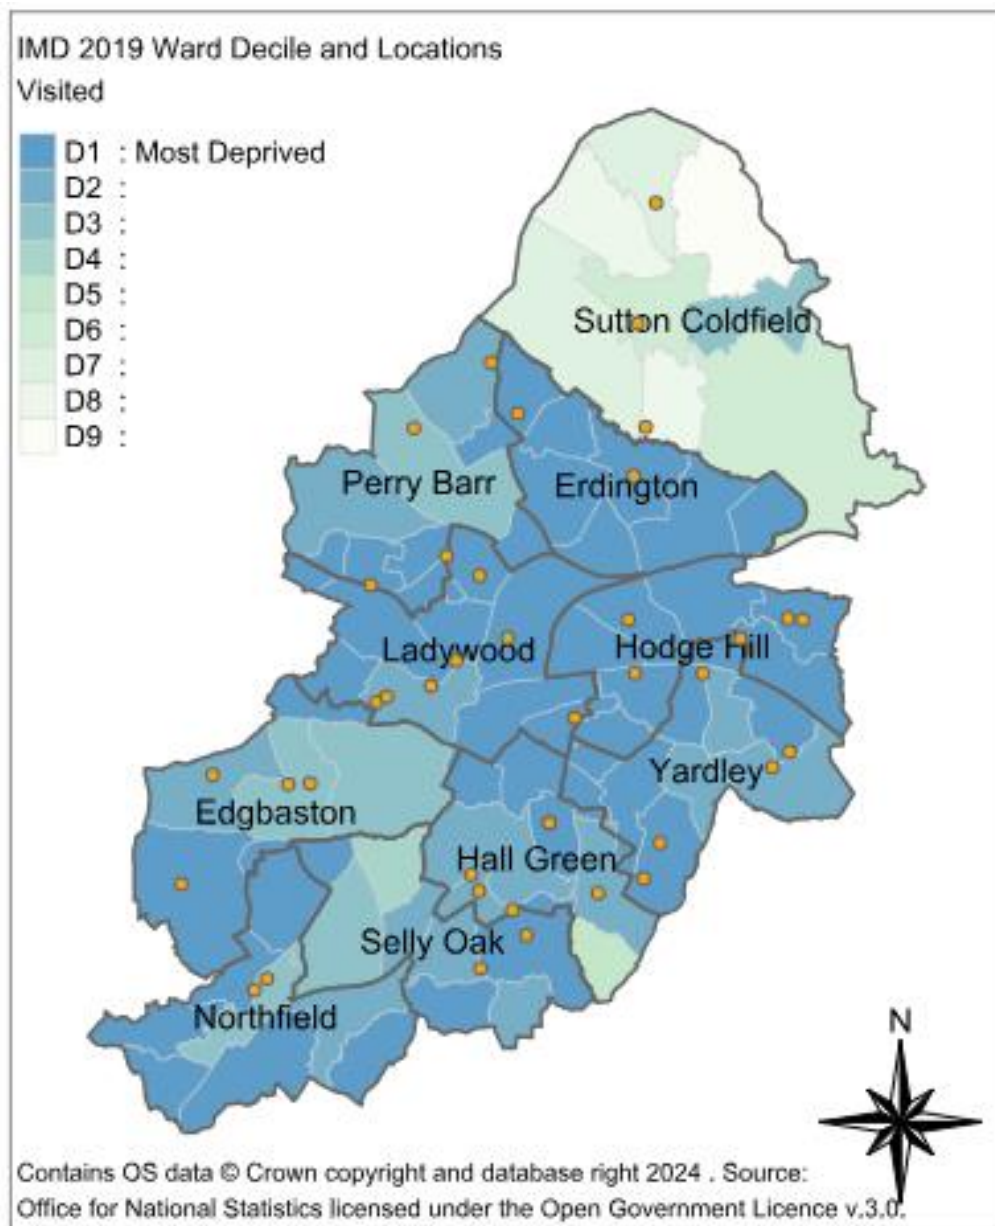 IMD 2019 Ward Decile and Locations
Visited
D1 : Most Deprived
D2 :
D3 :
D4 :
D5 :
D6 :
D7 :
D8 :
D9 :
Sutton Coldfield
Perry Barr
Erdington
Ladywood
Hodge Hill
Yardley
Edgbaston
Hall Green
Selly Oak
Northfield
N
Contains OS data © Crown copyright and database right 2024 . Source:
Office for National Statistics licensed under the Open Government Licence v.3.0.